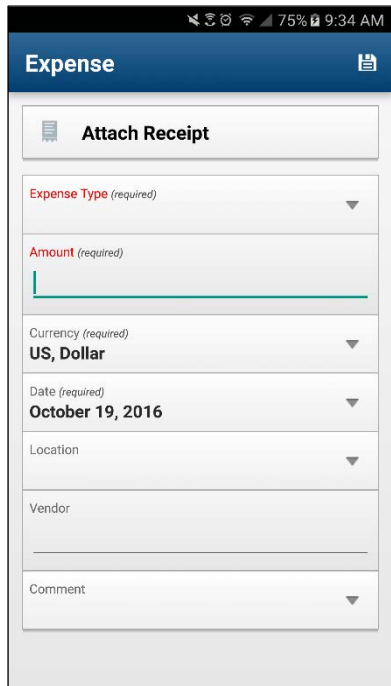 75% 9:34 AM
Expense
Attach Receipt
Expense Type (required)
Amount (required)
Currency (required)
US, Dollar
Date (required)
October 19, 2016
Location
Vendor
Comment